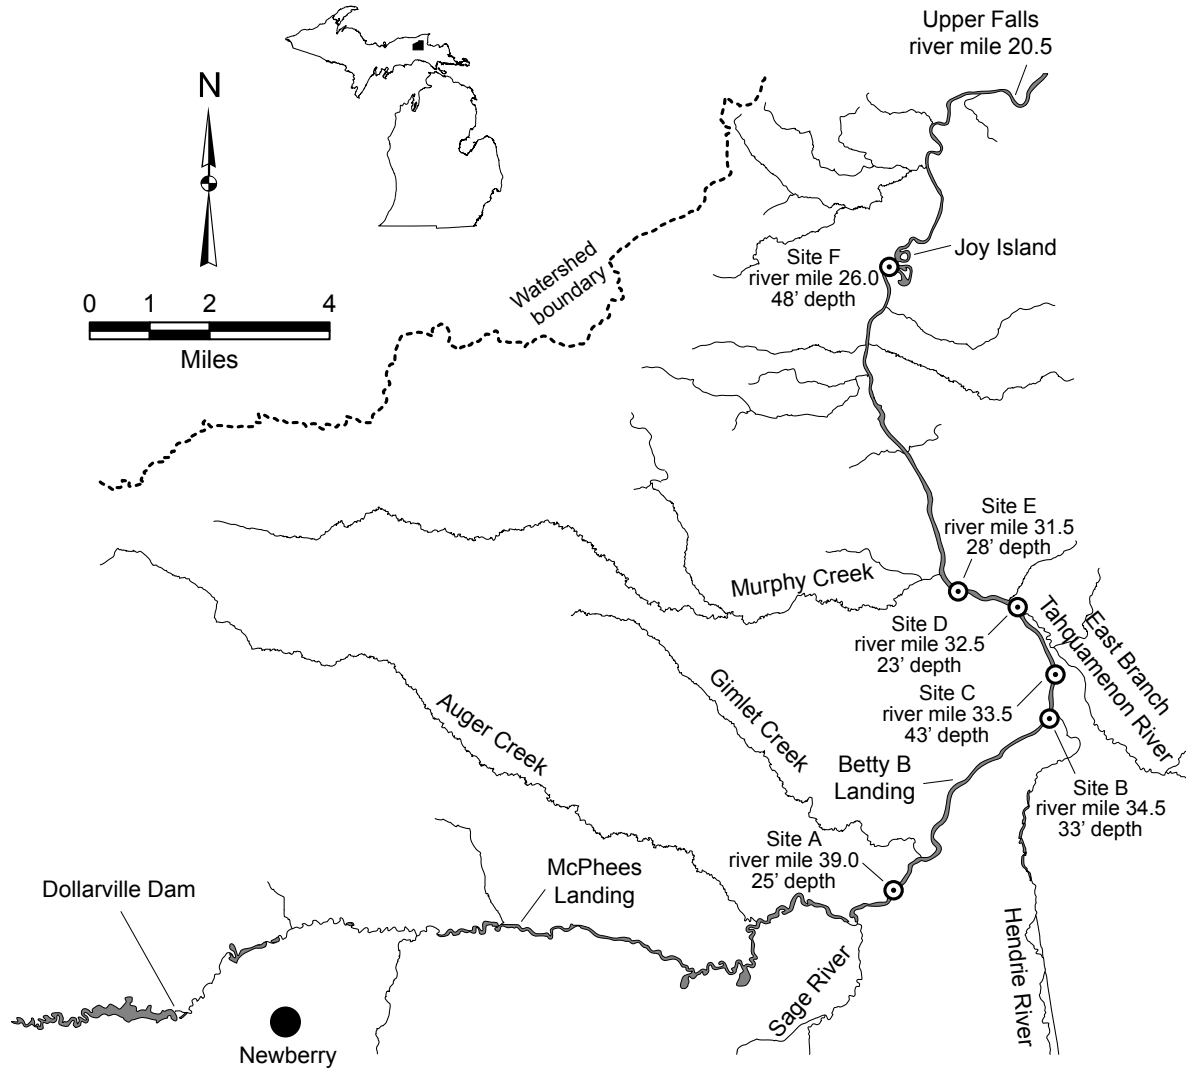 Upper Falls
river mile 20.5
N
Joy Island
Site F
river mile 26.0
48’ depth
Watershed
boundary
0 1 2 4
Miles
Site E
river mile 31.5
28’ depth
Murphy Creek
East Branch
Tahquamenon River
Site D
river mile 32.5
23’ depth
Gimlet Creek
Site C
river mile 33.5
43’ depth
Auger Creek
Betty B
Landing
Site B
river mile 34.5
33’ depth
Site A
river mile 39.0
25’ depth
McPhees
Landing
Dollarville Dam
Hendrie River
Sage River
Newberry